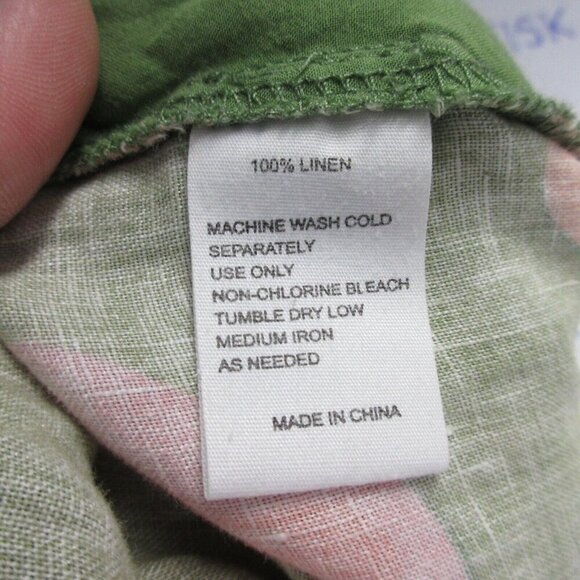 15K
100% LINEN
MACHINE WASH COLD
SEPARATELY
USE ONLY
NON-CHLORINE BLEACH
TUMBLE DRY LOW
MEDIUM IRON
AS NEEDED
MADE IN CHINA